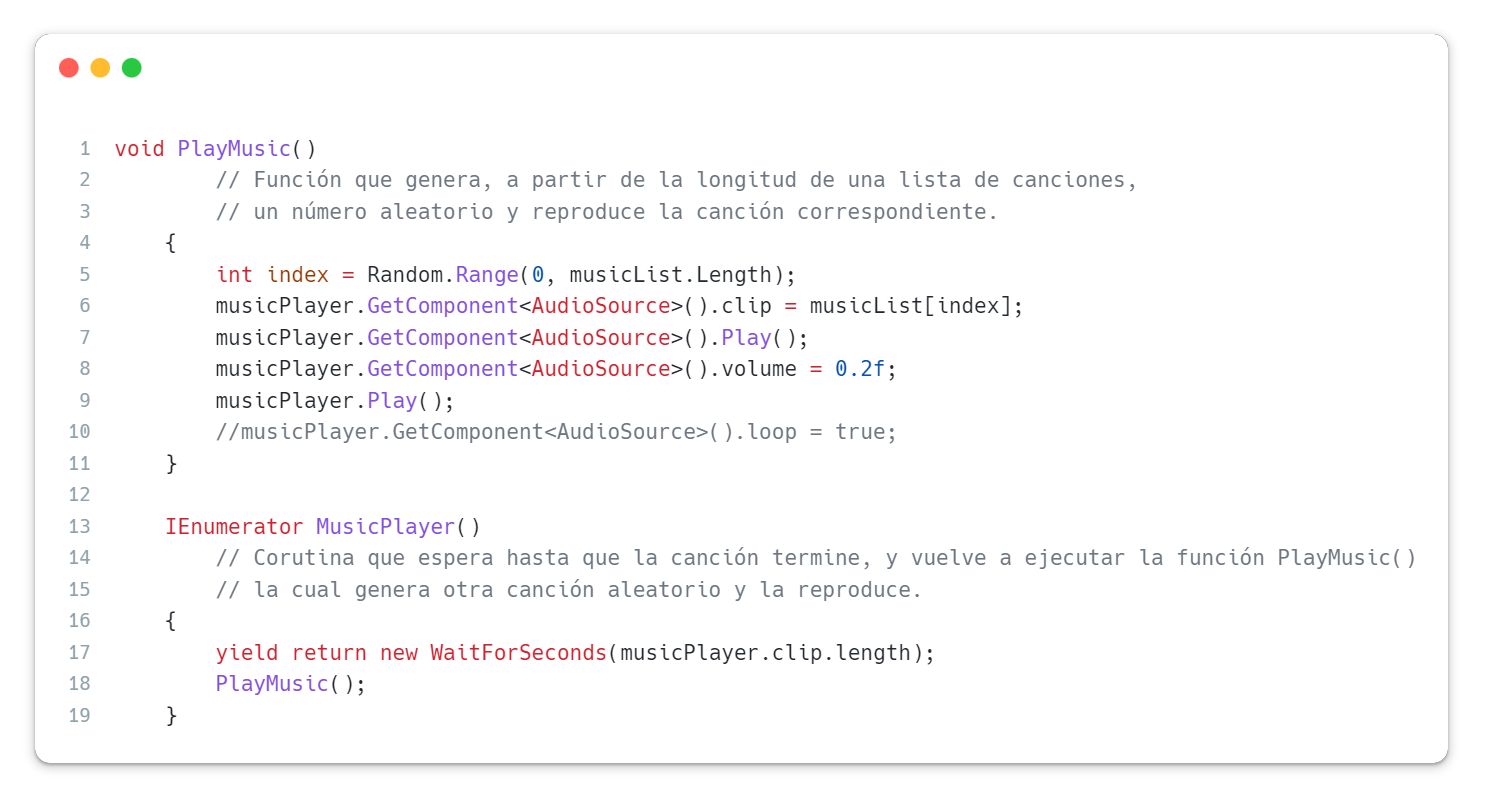 1 void PlayMusic()
2 // Función que genera, a partir de la longitud de una lista de canciones,
3 // un número aleatorio y reproduce la canción correspondiente.
4 {
5 int index = Random.Range(0, musicList.Length);
6 musicPlayer.GetComponent<AudioSource>().clip = musicList[index];
7 musicPlayer.GetComponent<AudioSource>().Play();
8 musicPlayer.GetComponent<AudioSource>().volume = 0.2f;
9 musicPlayer.Play();
10 //musicPlayer.GetComponent<AudioSource>().loop = true;
11 }
12
13 IEnumerator MusicPlayer()
14 // Corutina que espera hasta que la canción termine, y vuelve a ejecutar la función PlayMusic()
15 // la cual genera otra canción aleatorio y la reproduce.
16 {
17 yield return new WaitForSeconds(musicPlayer.clip.length);
18 PlayMusic();
19 }